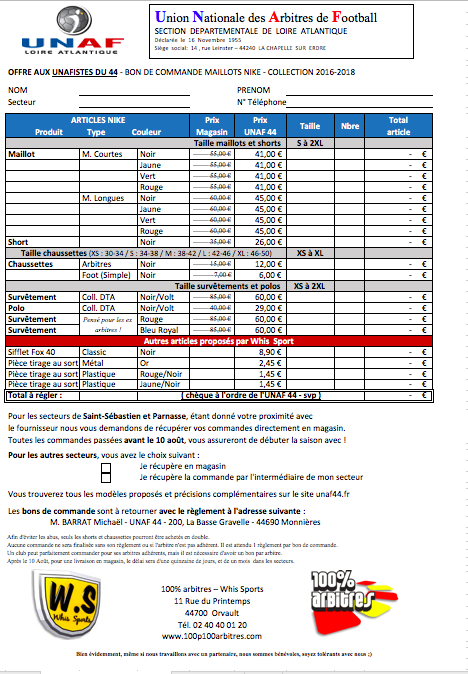 UNAF
LOIRE ATLANTIQUE
Union Nationale des Arbitres de Football
SECTION DEPARTEMENTALE DE LOIRE ATLANTIQUE
Déclarée le 16 Novembre 1955
Siège social: 14 , rue Leinster – 44240 LA CHAPELLE SUR ERDRE
OFFRE AUX UNAFISTES DU 44 - BON DE COMMANDE MAILLOTS NIKE - COLLECTION 2016-2018
NOM PRENOM
Secteur N° Téléphone
ARTICLES NIKE Prix Prix Taille Nbre Total
Produit Type Couleur Magasin UNAF 44 article
Taille maillots et shorts S à 2XL
Maillot M. Courtes Noir 55,00 € 41,00 € - €
Jaune 55,00 € 41,00 € - €
Vert 55,00 € 41,00 € - €
Rouge 55,00 € 41,00 € - €
M. Longues Noir 60,00 € 45,00 € - €
Jaune 60,00 € 45,00 € - €
Vert 60,00 € 45,00 € - €
Rouge 60,00 € 45,00 € - €
Short Noir 35,00 € 26,00 € - €
Taille chaussettes (XS : 30-34 / S : 34-38 / M : 38-42 / L : 42-46 / XL : 46-50) XS à XL
Chaussettes Arbitres Noir 15,00 € 12,00 € - €
Foot (Simple) Noir 7,00 € 6,00 € - €
Taille survêtements et polos XS à 2XL
Survêtement Coll. DTA Noir/Volt 85,00 € 60,00 € - €
Polo Coll. DTA Noir/Volt 40,00 € 29,00 € - €
Survêtement Pensé pour les ex Rouge 85,00 € 60,00 € - €
Survêtement arbitres ! Bleu Royal 85,00 € 60,00 € - €
Autres articles proposés par Whis Sport
Sifflet Fox 40 Classic Noir 8,90 € - €
Pièce tirage au sort Métal Or 2,45 € - €
Pièce tirage au sort Plastique Rouge/Noir 1,45 € - €
Pièce tirage au sort Plastique Jaune/Noir 1,45 € - €
Total à régler : ( chèque à l'ordre de l'UNAF 44 - svp ) - €
Pour les secteurs de Saint-Sébastien et Parnasse, étant donné votre proximité avec
le fournisseur nous vous demandons de récupérer vos commandes directement en magasin.
Toutes les commandes passées avant le 10 août, vous assureront de débuter la saison avec !
Pour les autres secteurs, vous avez le choix suivant :
Je récupère en magasin
Je récupère la commande par l'intermédiaire de mon secteur
Vous trouverez tous les modèles proposés et précisions complémentaires sur le site unaf44.fr
Les bons de commande sont à retourner avec le règlement à l'adresse suivante :
M. BARRAT Michaël - UNAF 44 - 200, La Basse Gravelle - 44690 Monnières
Afin d'éviter les abus, seuls les shorts et chaussettes pourront être achetés en double.
Aucune commande ne sera finalisée sans son règlement ou si l'arbitre n'est pas adhérent. Il est attendu 1 règlement par bon de commande.
Un club peut parfaitement commander pour ses arbitres adhérents, mais il est nécessaire d'avoir un bon par arbitre.
Après le 10 Août, pour une livraison en magasin, le délai sera d'une quinzaine de jours, et de un mois dans les secteurs.
W.S
Whis Sports
100% arbitres – Whis Sports
11 Rue du Printemps
44700 Orvault
Tél. 02 40 40 01 20
www.100p100arbitres.com
100%
arbitres
Bien évidemment, même si nous travaillons avec un partenaire, nous sommes bénévoles, soyez tolérants avec nous ;)